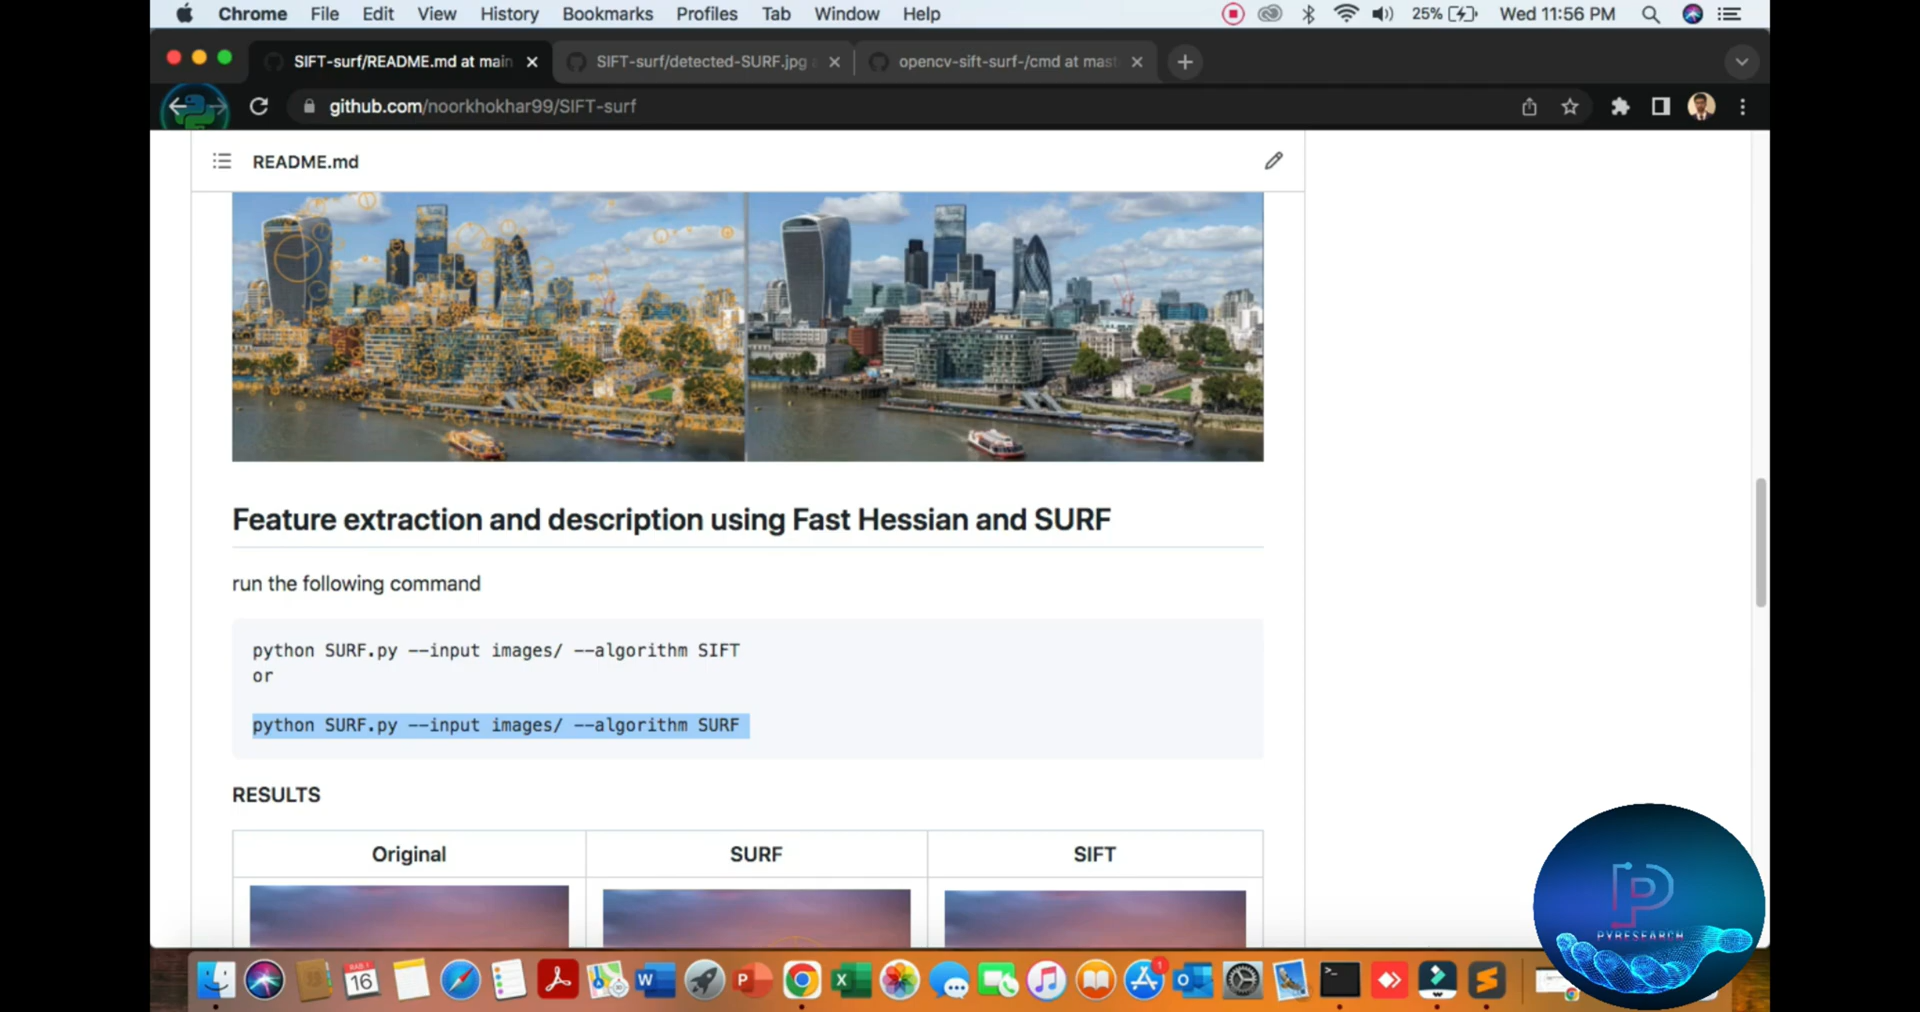 Chrome File Edit View History Bookmarks Profiles Tab Window Help 25% Wed 11:56 PM
SIFT-surf/README.md at main SIFT-surf/detected-SURF.jpg opencv-sift-surf-/cmd at mast
github.com/noorkhokhar99/SIFT-surf
README.md
Feature extraction and description using Fast Hessian and SURF
run the following command
python SURF.py --input images/ --algorithm SIFT
or
python SURF.py --input images/ --algorithm SURF
RESULTS
Original SURF SIFT
PYRESEARCH
16
1